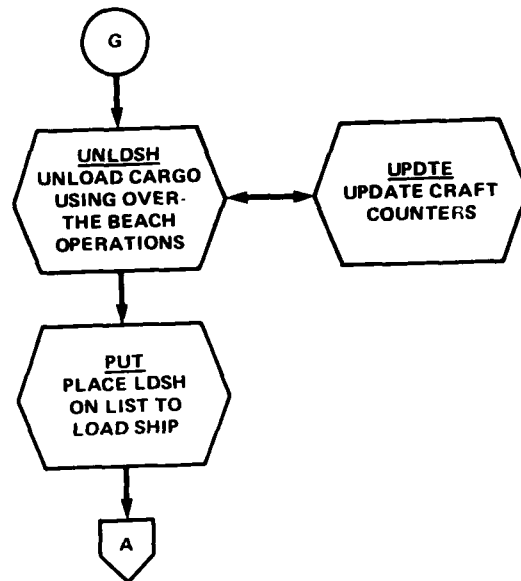 G
UNLDSH
UNLOAD CARGO
USING OVER-
THE BEACH
OPERATIONS
UPDTE
UPDATE CRAFT
COUNTERS
PUT
PLACE LDSH
ON LIST TO
LOAD SHIP
A